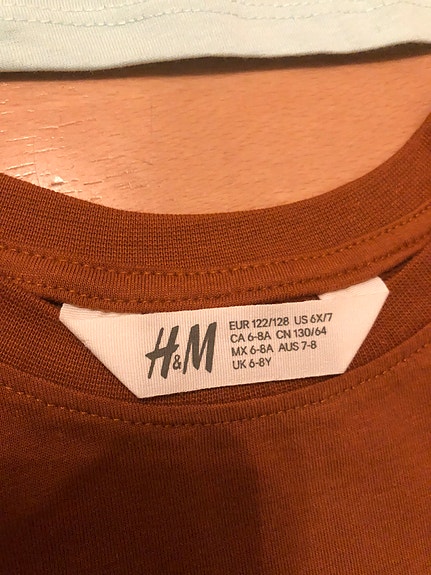 H&M
EUR 122/128 US 6X/7
CA 6-8A CN 130/64
MX 6-8A AUS 7-8
UK 6-8Y